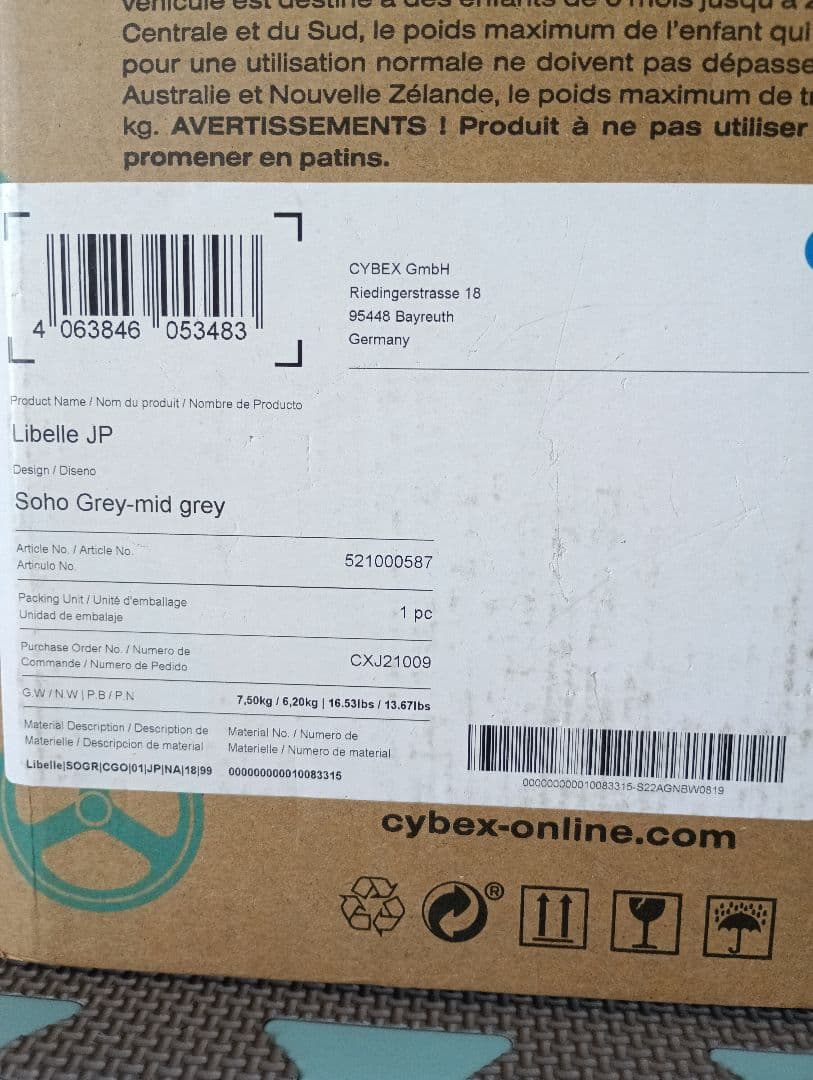 Centrale et du Sud, le poids maximum de l'enfant qui
pour une utilisation normale ne doivent pas dépasse
Australie et Nouvelle Zélande, le poids maximum de
kg. AVERTISSEMENTS ! Produit à ne pas utiliser
promener en patins.
4 063846 053483
CYBEX GmbH
Riedingerstrasse 18
95448 Bayreuth
Germany
Product Name / Nom du produit / Nombre de Producto
Libelle JP
Design / Diseno
Soho Grey-mid grey
Article No. / Article No.
Artinulo No.
521000587
Packing Unit / Unité d'emballage
Unidad de embalaje
1 pc
Purchase Order No. / Numero de
Commande / Numero de Pedido
CXJ21009
G.W / N.W | P.B / P.N
7,50kg / 6,20kg | 16.53lbs / 13.67lbs
Material Description / Description de
Materielle / Descripcion de material
Material No. / Numero de
Materielle / Numero de material
Libelle|SOGR|CGO|01|JP|NA|18|99
000000000010083315
000000000010083315-S22AGNBW0819
cybex-online.com
®